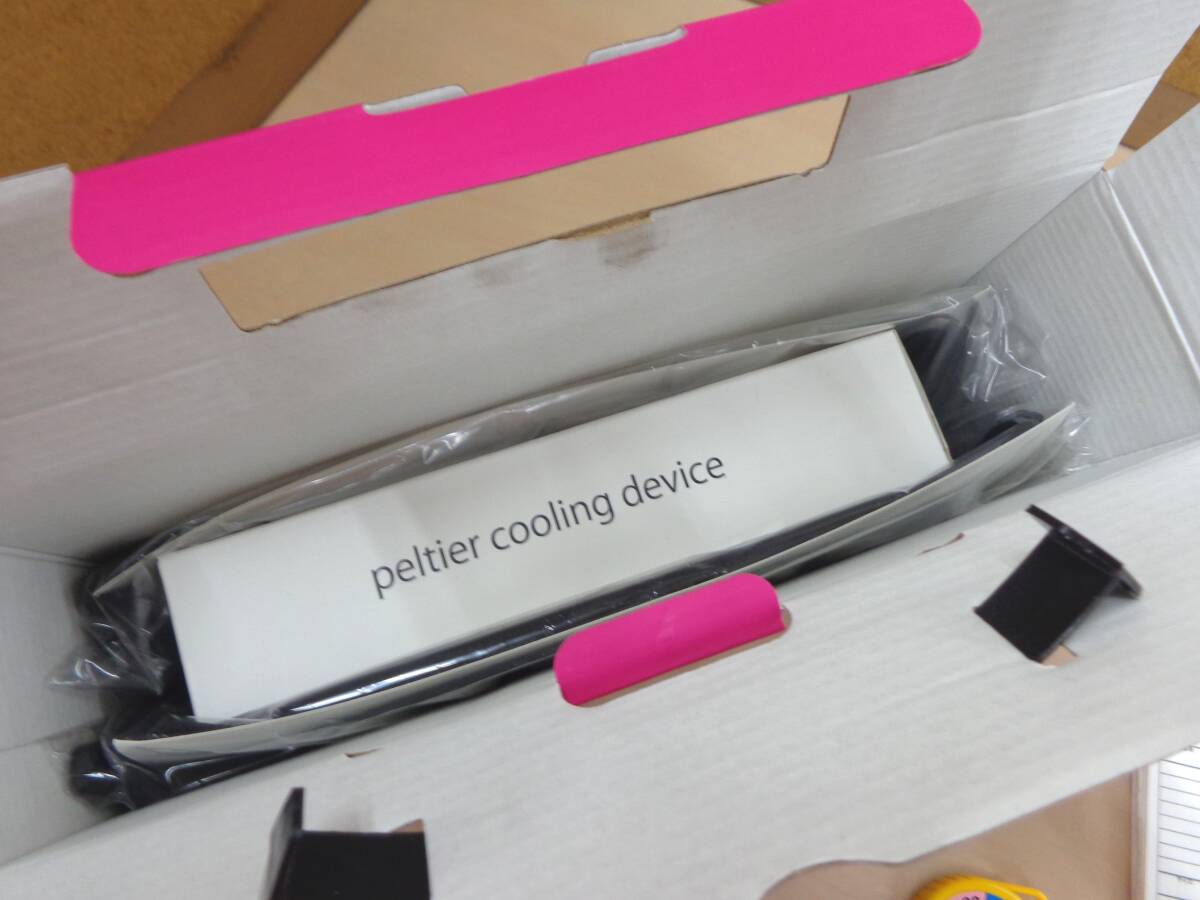 peltier cooling device